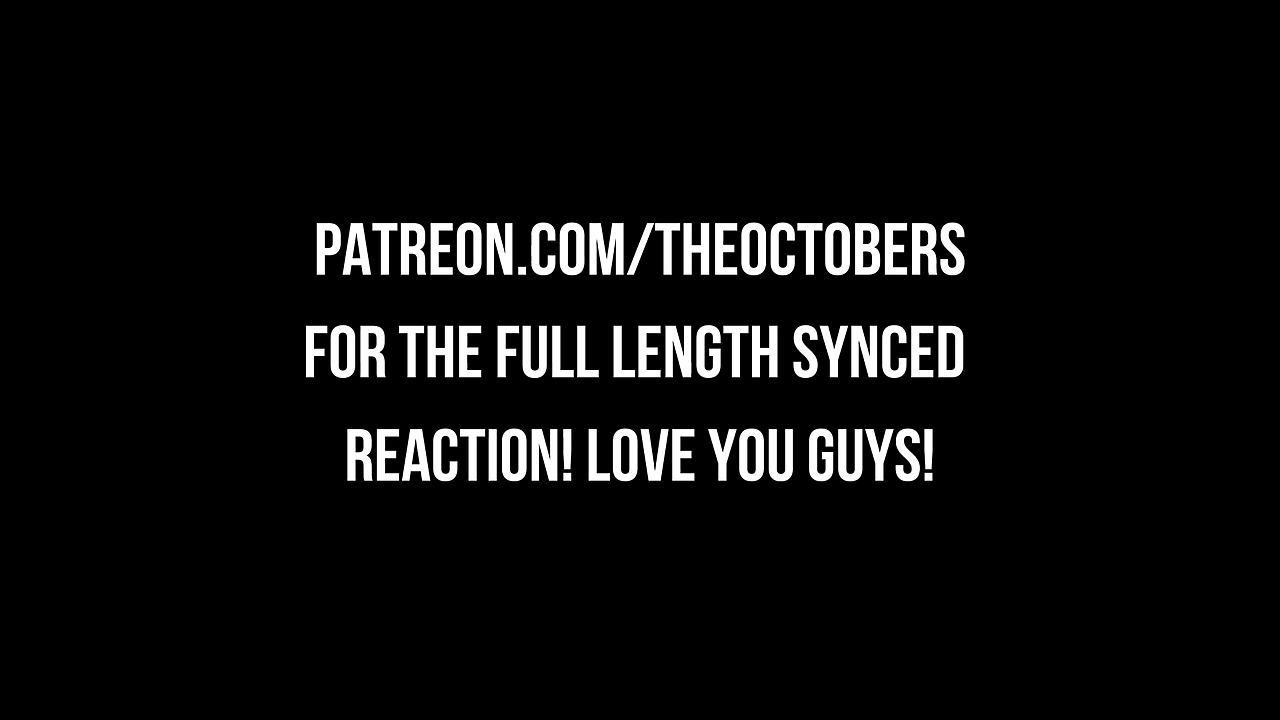 PATREON.COM/THEOCTOBERS
FOR THE FULL LENGTH SYNCED
REACTION! LOVE YOU GUYS!